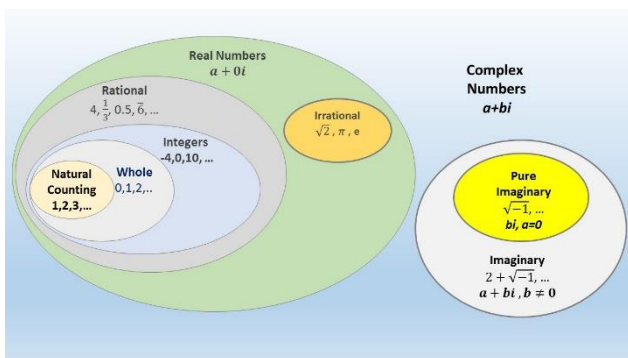 Real Numbers
a + 0i
Rational
4, 1/3, 0.5, 6̅, ...
Integers
-4,0,10, ...
Natural
Counting
1,2,3,...
Whole
0,1,2,..
Irrational
√2 , π , e
Complex
Numbers
a+bi
Pure
Imaginary
√−1, ...
bi, a=0
Imaginary
2 + √−1, ...
a + bi , b ≠ 0